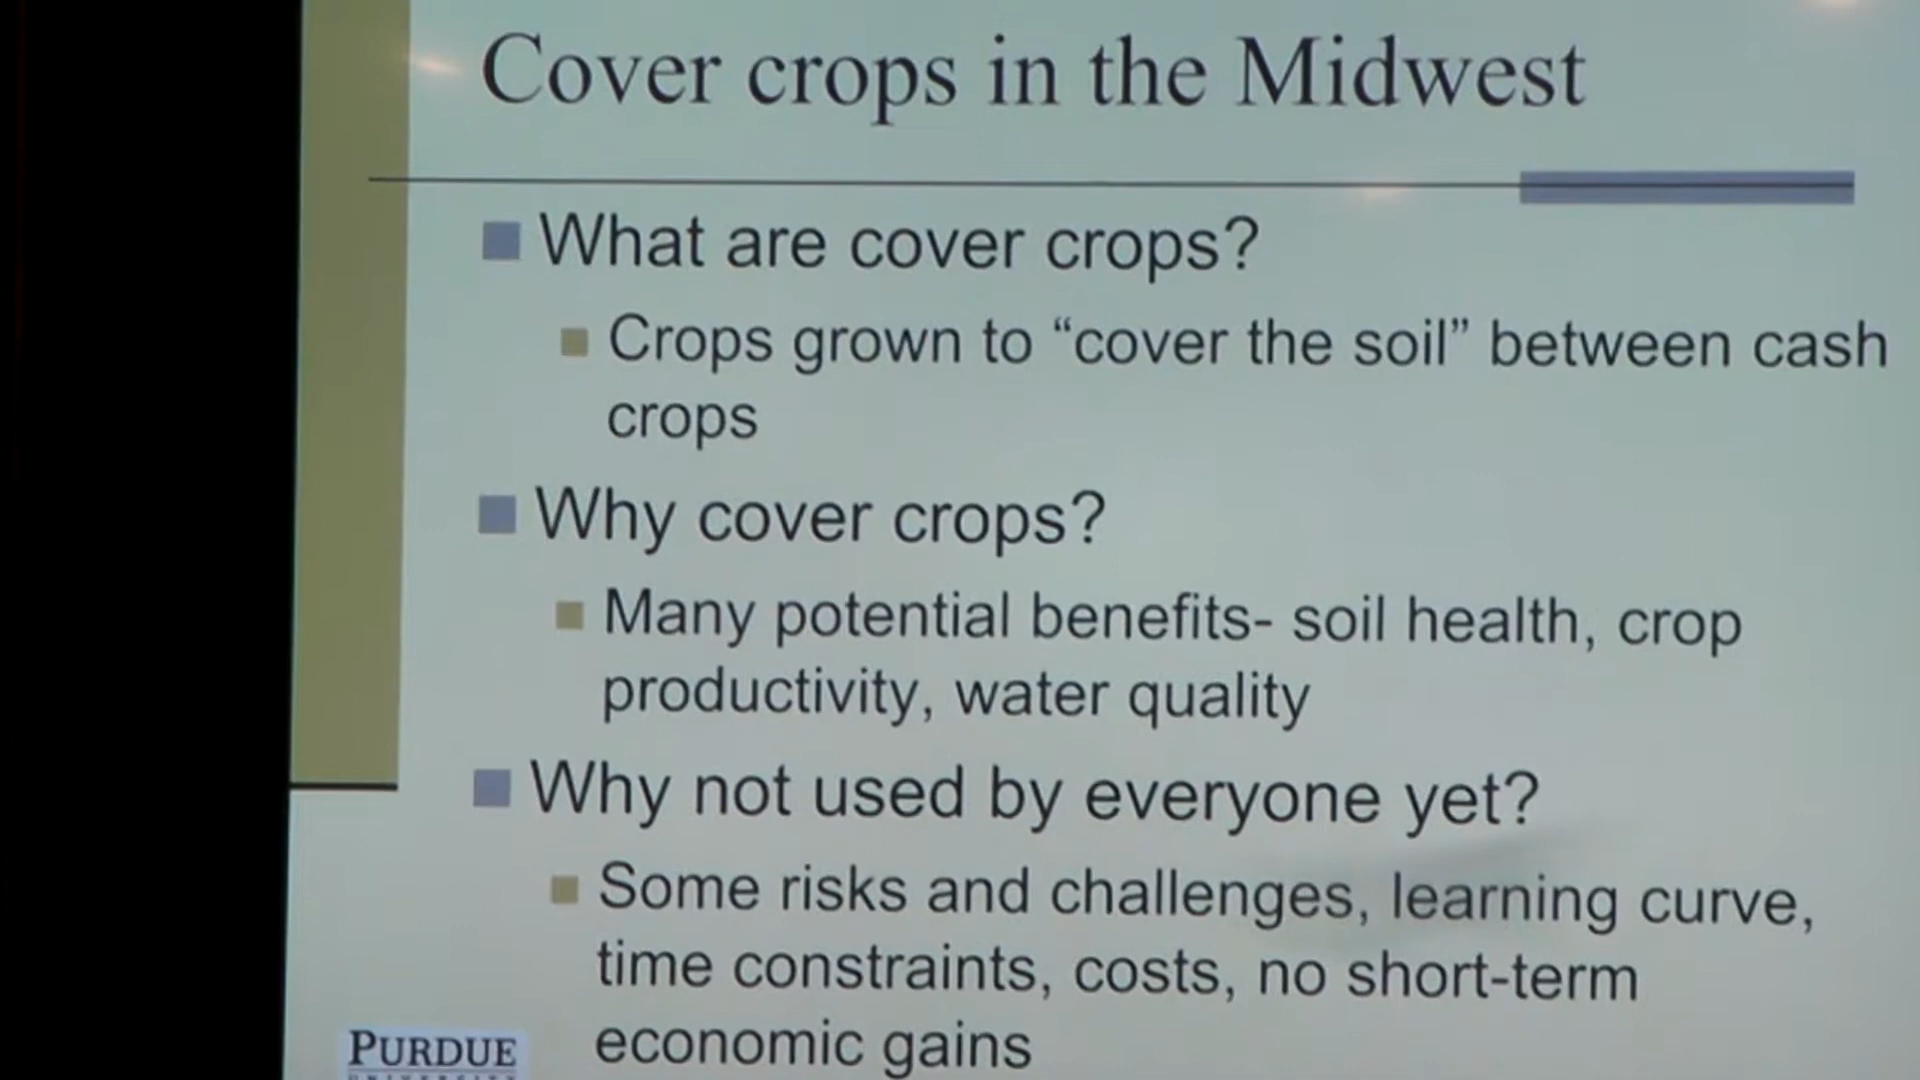 Cover crops in the Midwest
What are cover crops?
Crops grown to “cover the soil” between cash
crops
Why cover crops?
Many potential benefits- soil health, crop
productivity, water quality
Why not used by everyone yet?
Some risks and challenges, learning curve,
time constraints, costs, no short-term
economic gains
PURDUE